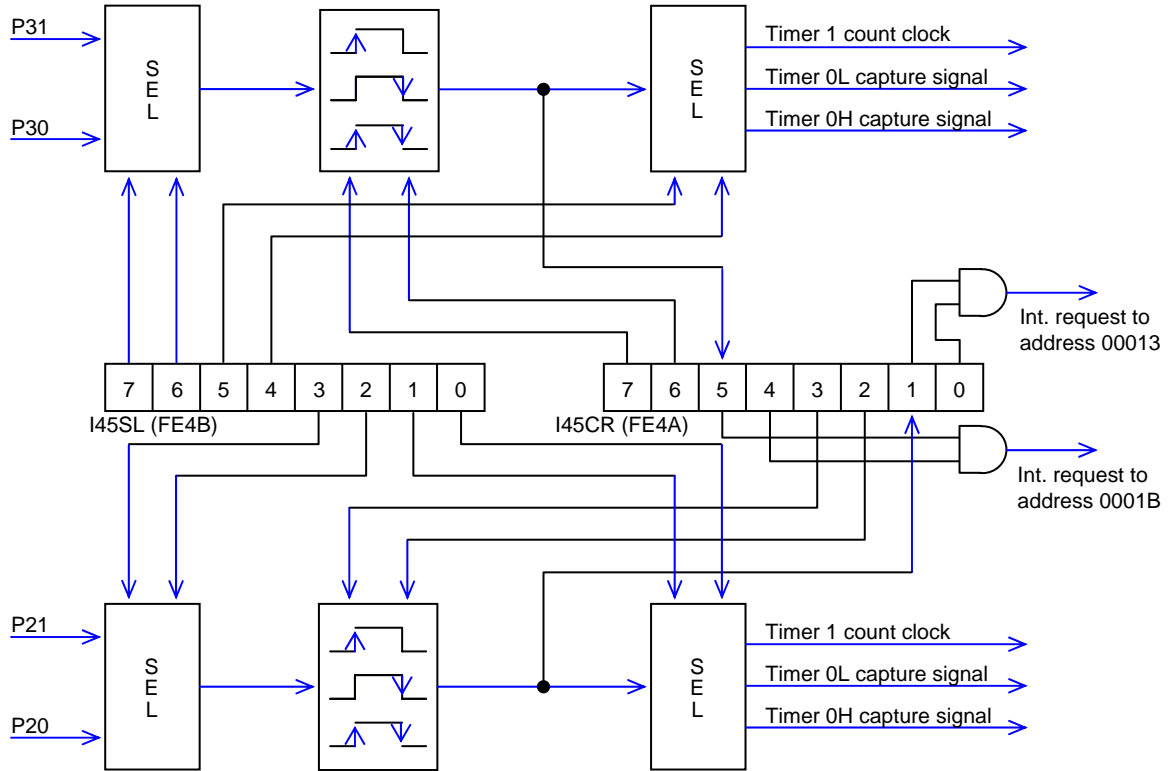 P31
P30
S
E
L
S
E
L
Timer 1 count clock
Timer 0L capture signal
Timer 0H capture signal
Int. request to
address 00013
7 6 5 4 3 2 1 0
I45SL (FE4B)
7 6 5 4 3 2 1 0
I45CR (FE4A)
Int. request to
address 0001B
P21
P20
S
E
L
S
E
L
Timer 1 count clock
Timer 0L capture signal
Timer 0H capture signal